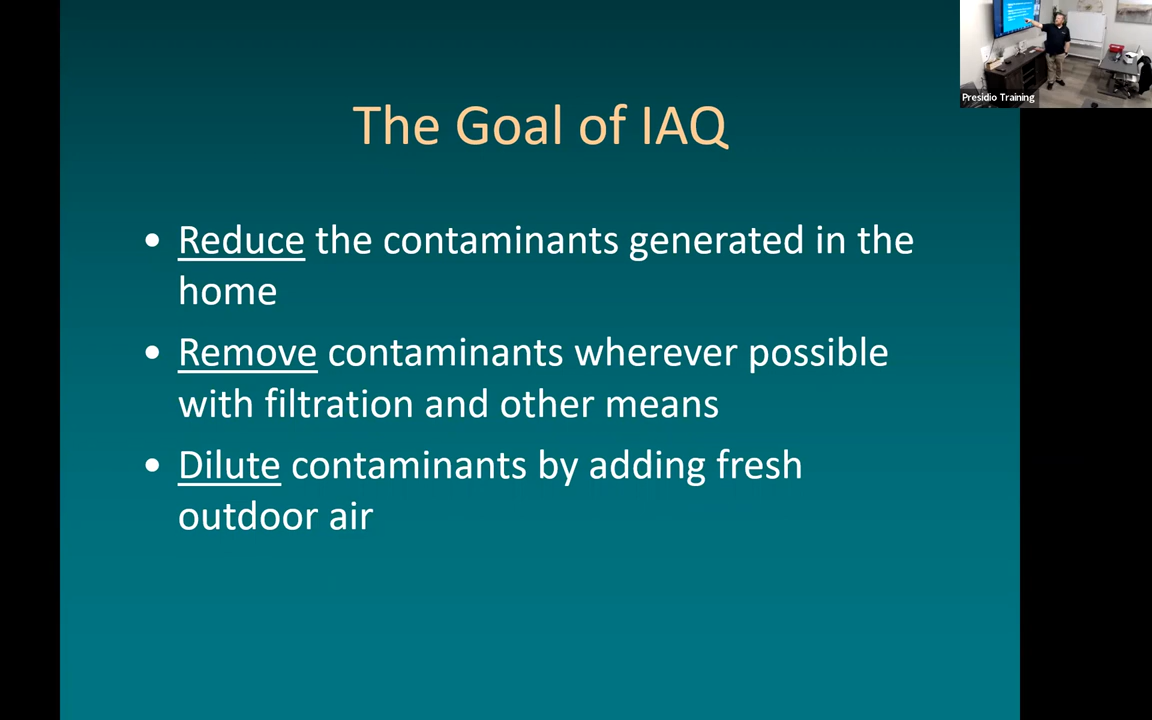 The Goal of IAQ
• Reduce the contaminants generated in the
home
• Remove contaminants wherever possible
with filtration and other means
• Dilute contaminants by adding fresh
outdoor air
Presidio Training